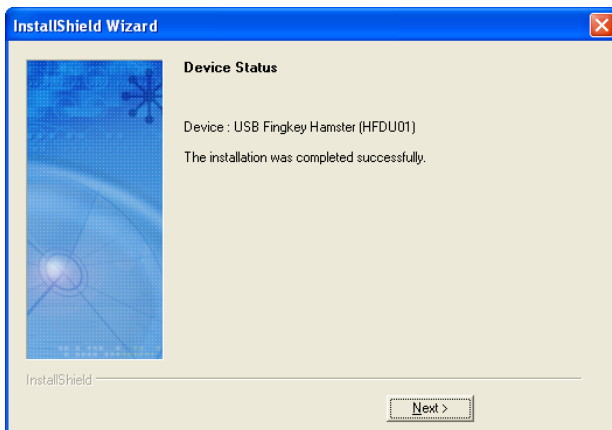 InstallShield Wizard
Device Status
Device : USB Fingkey Hamster (HFDU01)
The installation was completed successfully.
InstallShield
Next >